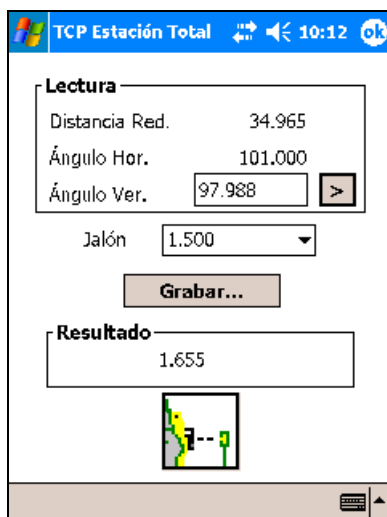 TCP Estación Total 10:12 ok
Lectura
Distancia Red. 34.965
Ángulo Hor. 101.000
Ángulo Ver. 97.988 >
Jalón 1.500
Grabar...
Resultado
1.655